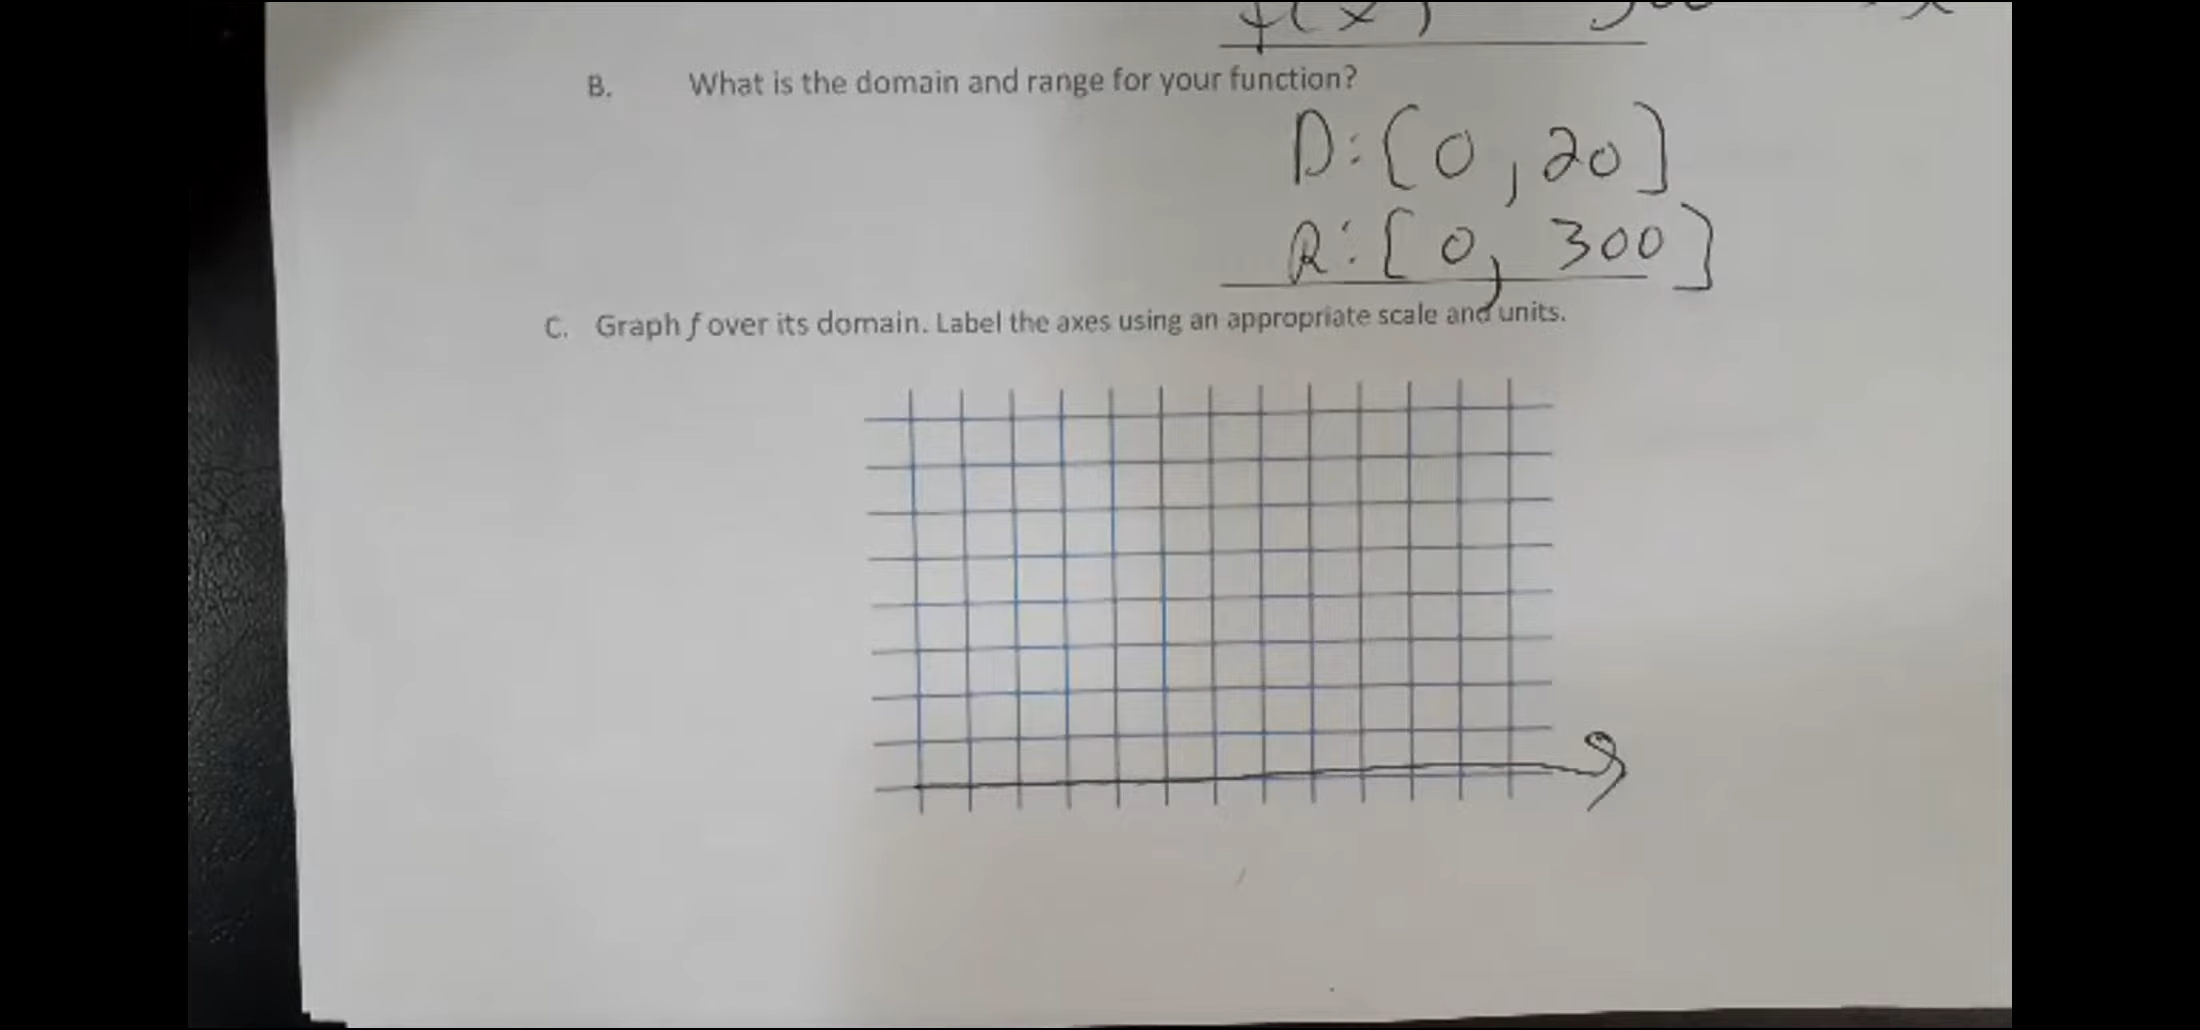 f(x) 300 x
B. What is the domain and range for your function?
D: [0, 20]
R: [0, 300]
C. Graph f over its domain. Label the axes using an appropriate scale and units.